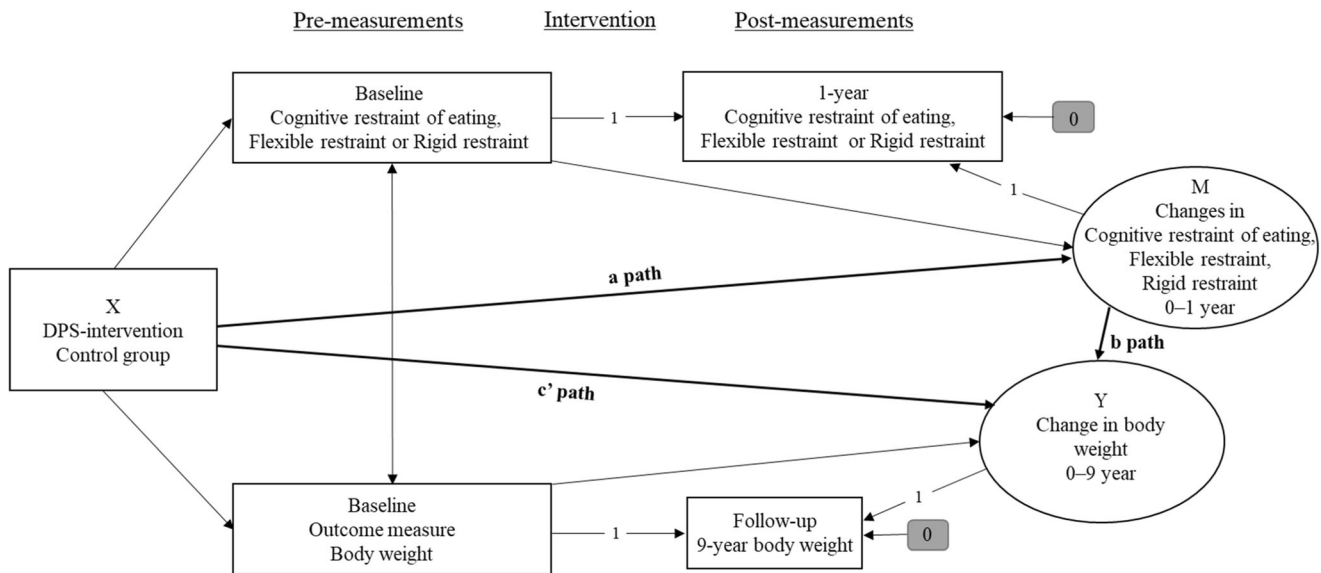 Pre-measurements
Intervention
Post-measurements
Baseline
Cognitive restraint of eating,
Flexible restraint or Rigid restraint
1
1-year
Cognitive restraint of eating,
Flexible restraint or Rigid restraint
0
1
M
Changes in
Cognitive restraint of eating,
Flexible restraint,
Rigid restraint
0–1 year
X
DPS-intervention
Control group
a path
b path
c’ path
Y
Change in body
weight
0–9 year
Baseline
Outcome measure
Body weight
1
Follow-up
9-year body weight
1
0